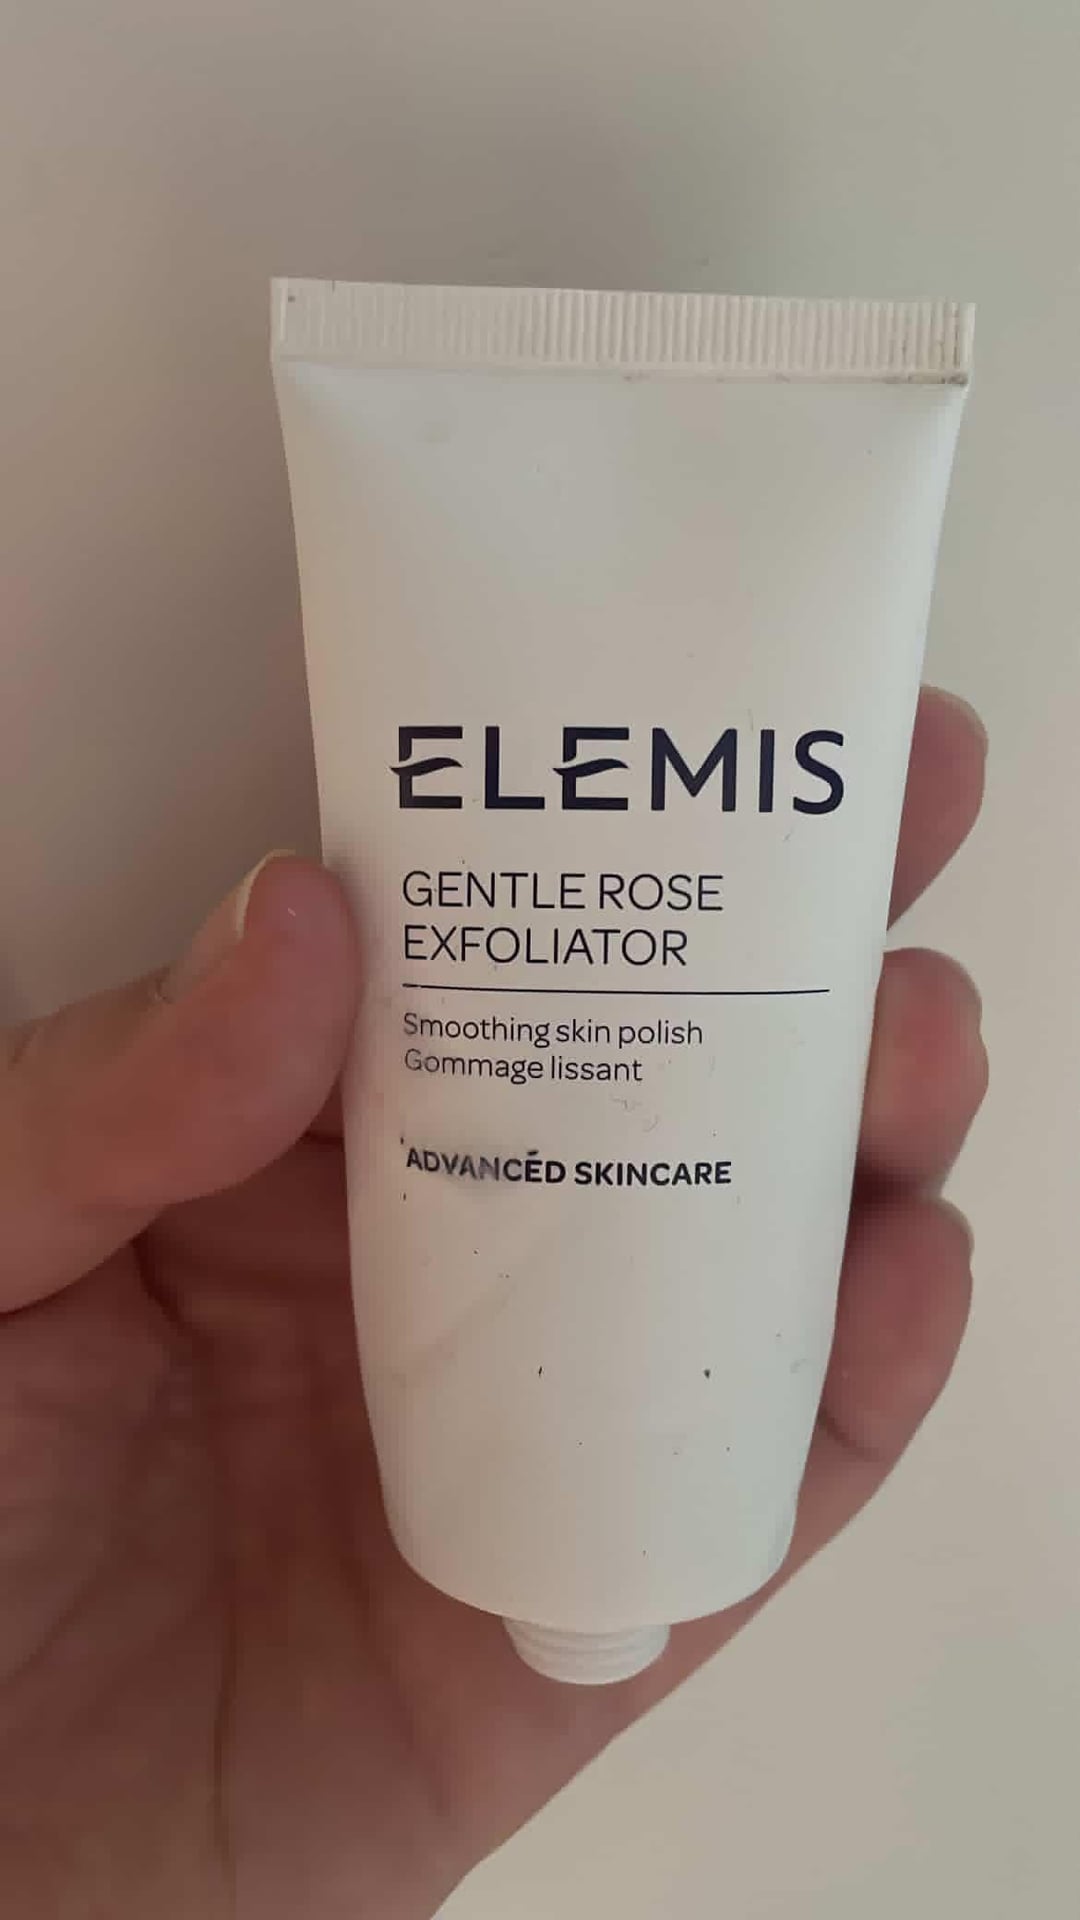 ELEMIS
GENTLE ROSE
EXFOLIATOR
Smoothing skin polish
Gommage lissant
ADVANCED SKINCARE